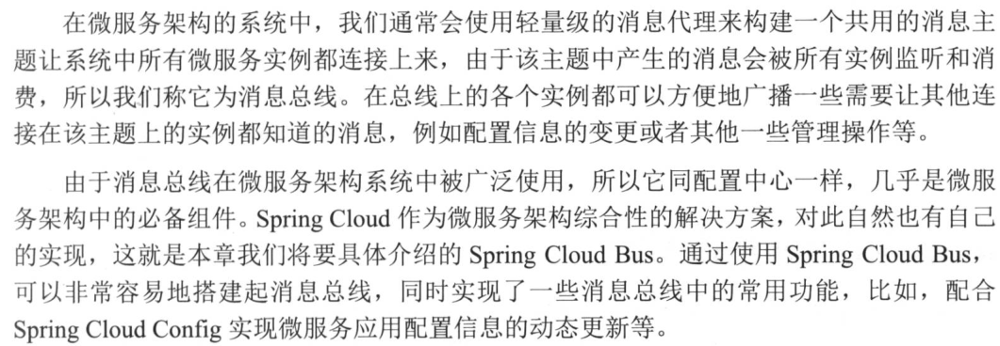 在微服务架构的系统中，我们通常会使用轻量级的消息代理来构建一个共用的消息主
题让系统中所有微服务实例都连接上来，由于该主题中产生的消息会被所有实例监听和消
费，所以我们称它为消息总线。在总线上的各个实例都可以方便地广播一些需要让其他连
接在该主题上的实例都知道的消息，例如配置信息的变更或者其他一些管理操作等。
由于消息总线在微服务架构系统中被广泛使用，所以它同配置中心一样，几乎是微服
务架构中的必备组件。Spring Cloud 作为微服务架构综合性的解决方案，对此自然也有自己
的实现，这就是本章我们将要具体介绍的 Spring Cloud Bus。通过使用 Spring Cloud Bus，
可以非常容易地搭建起消息总线，同时实现了一些消息总线中的常用功能，比如，配合
Spring Cloud Config 实现微服务应用配置信息的动态更新等。